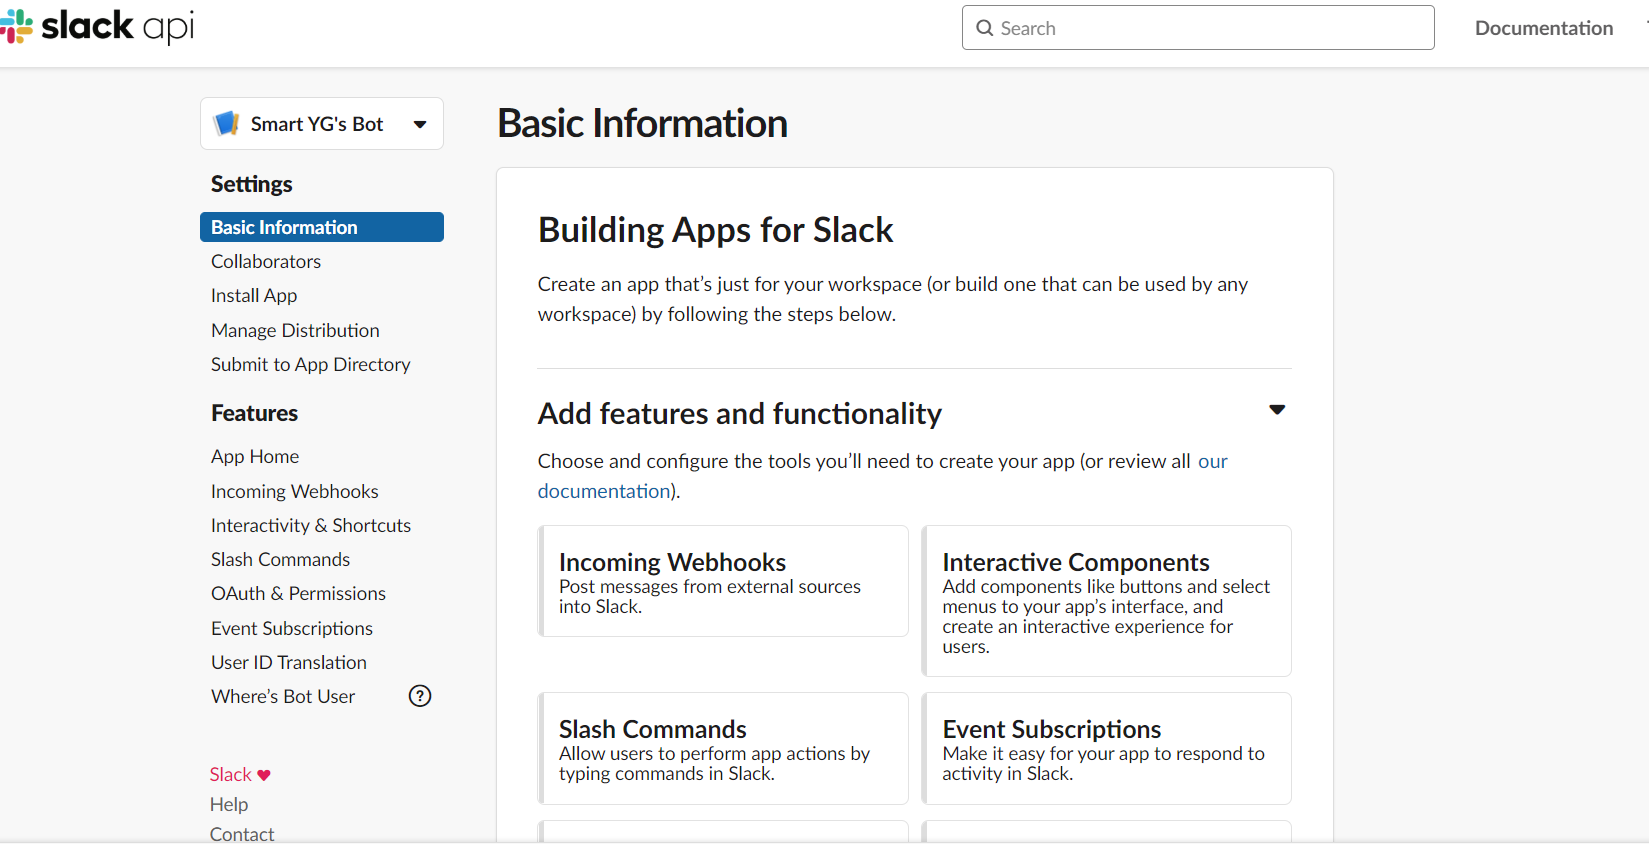 slack api
Search
Documentation
Smart YG's Bot
Settings
Basic Information
Collaborators
Install App
Manage Distribution
Submit to App Directory
Features
App Home
Incoming Webhooks
Interactivity & Shortcuts
Slash Commands
OAuth & Permissions
Event Subscriptions
User ID Translation
Where’s Bot User
?
Slack ♥
Help
Contact
Basic Information
Building Apps for Slack
Create an app that’s just for your workspace (or build one that can be used by any
workspace) by following the steps below.
Add features and functionality
Choose and configure the tools you’ll need to create your app (or review all our
documentation).
Incoming Webhooks
Post messages from external sources
into Slack.
Interactive Components
Add components like buttons and select
menus to your app’s interface, and
create an interactive experience for
users.
Slash Commands
Allow users to perform app actions by
typing commands in Slack.
Event Subscriptions
Make it easy for your app to respond to
activity in Slack.